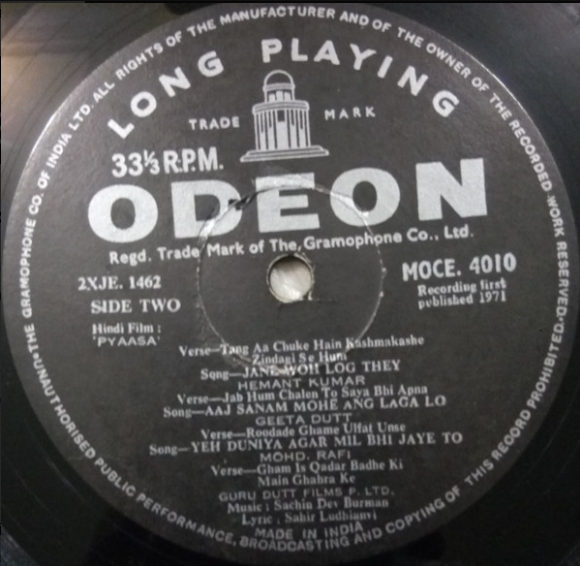 THE GRAMOPHONE CO. OF INDIA LTD. ALL RIGHTS OF THE MANUFACTURER AND OF THE OWNER OF THE RECORDED WORK RESERVED. UNAUTHORISED PUBLIC PERFORMANCE, BROADCASTING AND COPYING OF THIS RECORD PROHIBITED.
LONG PLAYING
TRADE MARK
33⅓ R.P.M.
ODEON
Regd. Trade Mark of The, Gramophone Co., Ltd.
2XJE. 1462
MOCE. 4010
SIDE TWO
Recording first
published 1971
Hindi Film :
'PYAASA'
Verse—Tang Aa Chuke Hain Kashmakashe
Zindagi Se Hum
Song—JANE WOH LOG THEY
HEMANT KUMAR
Verse—Jab Hum Chalen To Saya Bhi Apna
Song—AAJ SANAM MOHE ANG LAGA LO
GEETA DUTT
Verse—Roodade Ghame Ulfat Unse
Song—YEH DUNIYA AGAR MIL BHI JAYE TO
MOHD. RAFI
Verse—Gham Is Qadar Badhe Ki
Main Ghabra Ke
GURU DUTT FILMS P. LTD.
Music : Sachin Dev Burman
Lyric : Sahir Ludhianvi
MADE IN INDIA